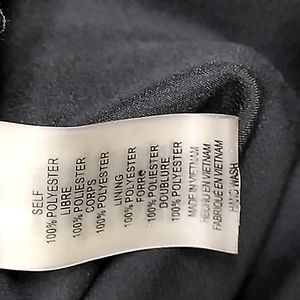 SELF
100% POLYESTER
LIBRE
100% POLIESTER
CORPS
100% POLYESTER
LINING
100% POLYESTER
FORRO
100% POLIESTER
DOUBLURE
100% POLYESTER
MADE IN VIETNAM
HECHO EN VIETNAM
FABRIQUE EN VIETNAM
HAND WASH